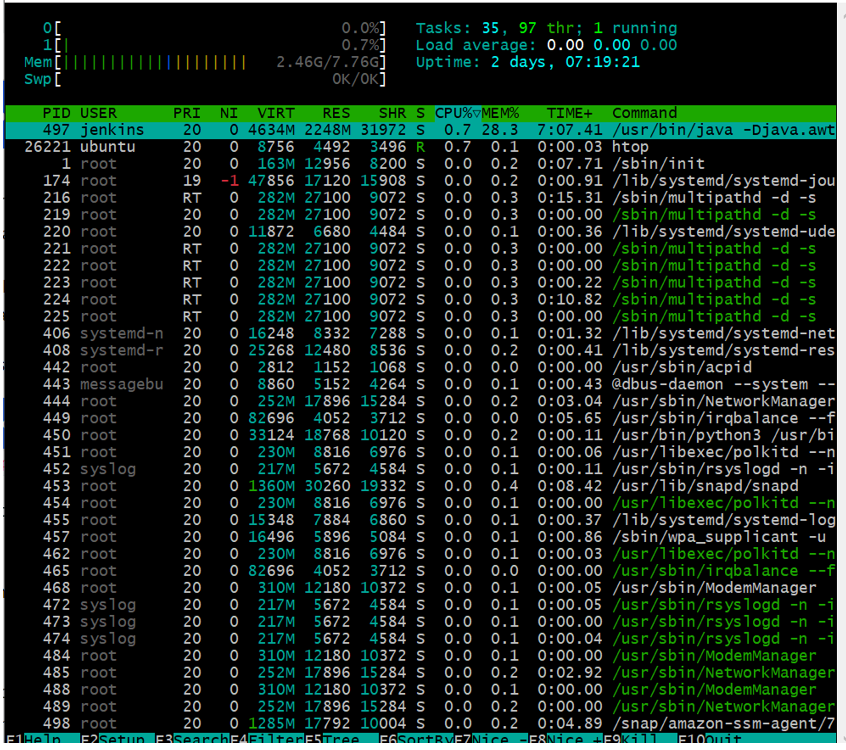 0[ 0.0%] Tasks: 35, 97 thr; 1 running
1[| 0.7%] Load average: 0.00 0.00 0.00
Mem[||||||||||||||||||||| 2.46G/7.76G] Uptime: 2 days, 07:19:21
Swp[ 0K/0K]
PID USER PRI NI VIRT RES SHR S CPU%▽MEM% TIME+ Command
497 jenkins 20 0 4634M 2248M 31972 S 0.7 28.3 7:07.41 /usr/bin/java -Djava.awt
26221 ubuntu 20 0 8756 4492 3496 R 0.7 0.1 0:00.03 htop
1 root 20 0 163M 12956 8200 S 0.0 0.2 0:07.71 /sbin/init
174 root 19 -1 47856 17120 15908 S 0.0 0.2 0:00.91 /lib/systemd/systemd-jou
216 root RT 0 282M 27100 9072 S 0.0 0.3 0:15.31 /sbin/multipathd -d -s
219 root 20 0 282M 27100 9072 S 0.0 0.3 0:00.00 /sbin/multipathd -d -s
220 root 20 0 11872 6680 4484 S 0.0 0.1 0:00.36 /lib/systemd/systemd-ude
221 root RT 0 282M 27100 9072 S 0.0 0.3 0:00.00 /sbin/multipathd -d -s
222 root RT 0 282M 27100 9072 S 0.0 0.3 0:00.00 /sbin/multipathd -d -s
223 root RT 0 282M 27100 9072 S 0.0 0.3 0:00.22 /sbin/multipathd -d -s
224 root RT 0 282M 27100 9072 S 0.0 0.3 0:10.82 /sbin/multipathd -d -s
225 root RT 0 282M 27100 9072 S 0.0 0.3 0:00.00 /sbin/multipathd -d -s
406 systemd-n 20 0 16248 8332 7288 S 0.0 0.1 0:01.32 /lib/systemd/systemd-net
408 systemd-r 20 0 25268 12480 8536 S 0.0 0.2 0:00.41 /lib/systemd/systemd-res
442 root 20 0 2812 1152 1068 S 0.0 0.0 0:00.00 /usr/sbin/acpid
443 messagebu 20 0 8860 5152 4264 S 0.0 0.1 0:00.43 @dbus-daemon --system --
444 root 20 0 252M 17896 15284 S 0.0 0.2 0:03.04 /usr/sbin/NetworkManager
449 root 20 0 82696 4052 3712 S 0.0 0.0 0:05.65 /usr/sbin/irqbalance --f
450 root 20 0 33124 18768 10120 S 0.0 0.2 0:00.11 /usr/bin/python3 /usr/bi
451 root 20 0 230M 8816 6976 S 0.0 0.1 0:00.06 /usr/libexec/polkitd --n
452 syslog 20 0 217M 5672 4584 S 0.0 0.1 0:00.11 /usr/sbin/rsyslogd -n -i
453 root 20 0 1360M 30260 19332 S 0.0 0.4 0:08.42 /usr/lib/snapd/snapd
454 root 20 0 230M 8816 6976 S 0.0 0.1 0:00.00 /usr/libexec/polkitd --n
455 root 20 0 15348 7884 6860 S 0.0 0.1 0:00.37 /lib/systemd/systemd-log
457 root 20 0 16496 5896 5084 S 0.0 0.1 0:00.86 /sbin/wpa_supplicant -u
462 root 20 0 230M 8816 6976 S 0.0 0.1 0:00.03 /usr/libexec/polkitd --n
465 root 20 0 82696 4052 3712 S 0.0 0.0 0:00.00 /usr/sbin/irqbalance --f
468 root 20 0 310M 12180 10372 S 0.0 0.1 0:00.05 /usr/sbin/ModemManager
472 syslog 20 0 217M 5672 4584 S 0.0 0.1 0:00.05 /usr/sbin/rsyslogd -n -i
473 syslog 20 0 217M 5672 4584 S 0.0 0.1 0:00.00 /usr/sbin/rsyslogd -n -i
474 syslog 20 0 217M 5672 4584 S 0.0 0.1 0:00.04 /usr/sbin/rsyslogd -n -i
484 root 20 0 310M 12180 10372 S 0.0 0.1 0:00.00 /usr/sbin/ModemManager
485 root 20 0 252M 17896 15284 S 0.0 0.2 0:02.92 /usr/sbin/NetworkManager
488 root 20 0 310M 12180 10372 S 0.0 0.1 0:00.00 /usr/sbin/ModemManager
489 root 20 0 252M 17896 15284 S 0.0 0.2 0:00.00 /usr/sbin/NetworkManager
498 root 20 0 1285M 17792 10004 S 0.0 0.2 0:04.89 /snap/amazon-ssm-agent/7
F1Help F2Setup F3SearchF4FilterF5Tree F6SortByF7Nice -F8Nice +F9Kill F10Quit